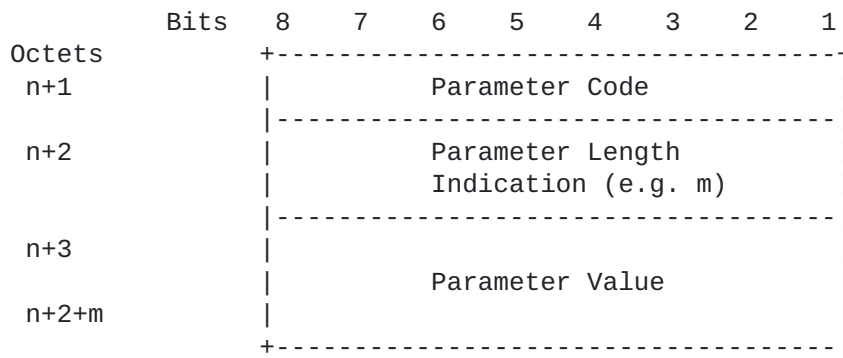 Bits 8 7 6 5 4 3 2 1
Octets +------------------------------------+
n+1 | Parameter Code
|------------------------------------
n+2 | Parameter Length
| Indication (e.g. m)
|------------------------------------
n+3 |
| Parameter Value
n+2+m |
+------------------------------------